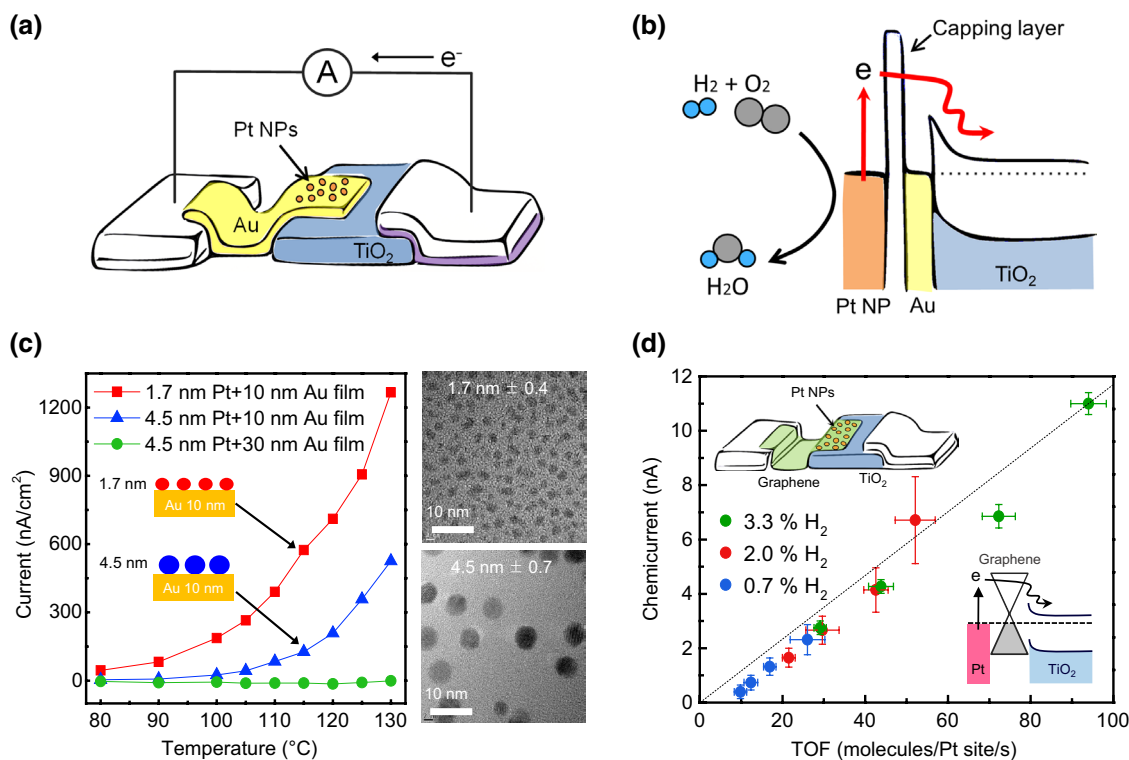 (a)
A
e⁻
Pt NPs
Au
TiO₂
(b)
Capping layer
H₂ + O₂
e
H₂O
TiO₂
Pt NP
Au
(c)
1.7 nm Pt+10 nm Au film
4.5 nm Pt+10 nm Au film
4.5 nm Pt+30 nm Au film
1200
900
600
300
0
Current (nA/cm²)
1.7 nm
Au 10 nm
4.5 nm
Au 10 nm
80
90
100
110
120
130
Temperature (°C)
1.7 nm ± 0.4
10 nm
4.5 nm ± 0.7
10 nm
(d)
12
10
8
6
4
2
0
Chemicurrent (nA)
Pt NPs
Graphene
TiO₂
3.3 % H₂
2.0 % H₂
0.7 % H₂
Graphene
e
Pt
TiO₂
0
20
40
60
80
100
TOF (molecules/Pt site/s)